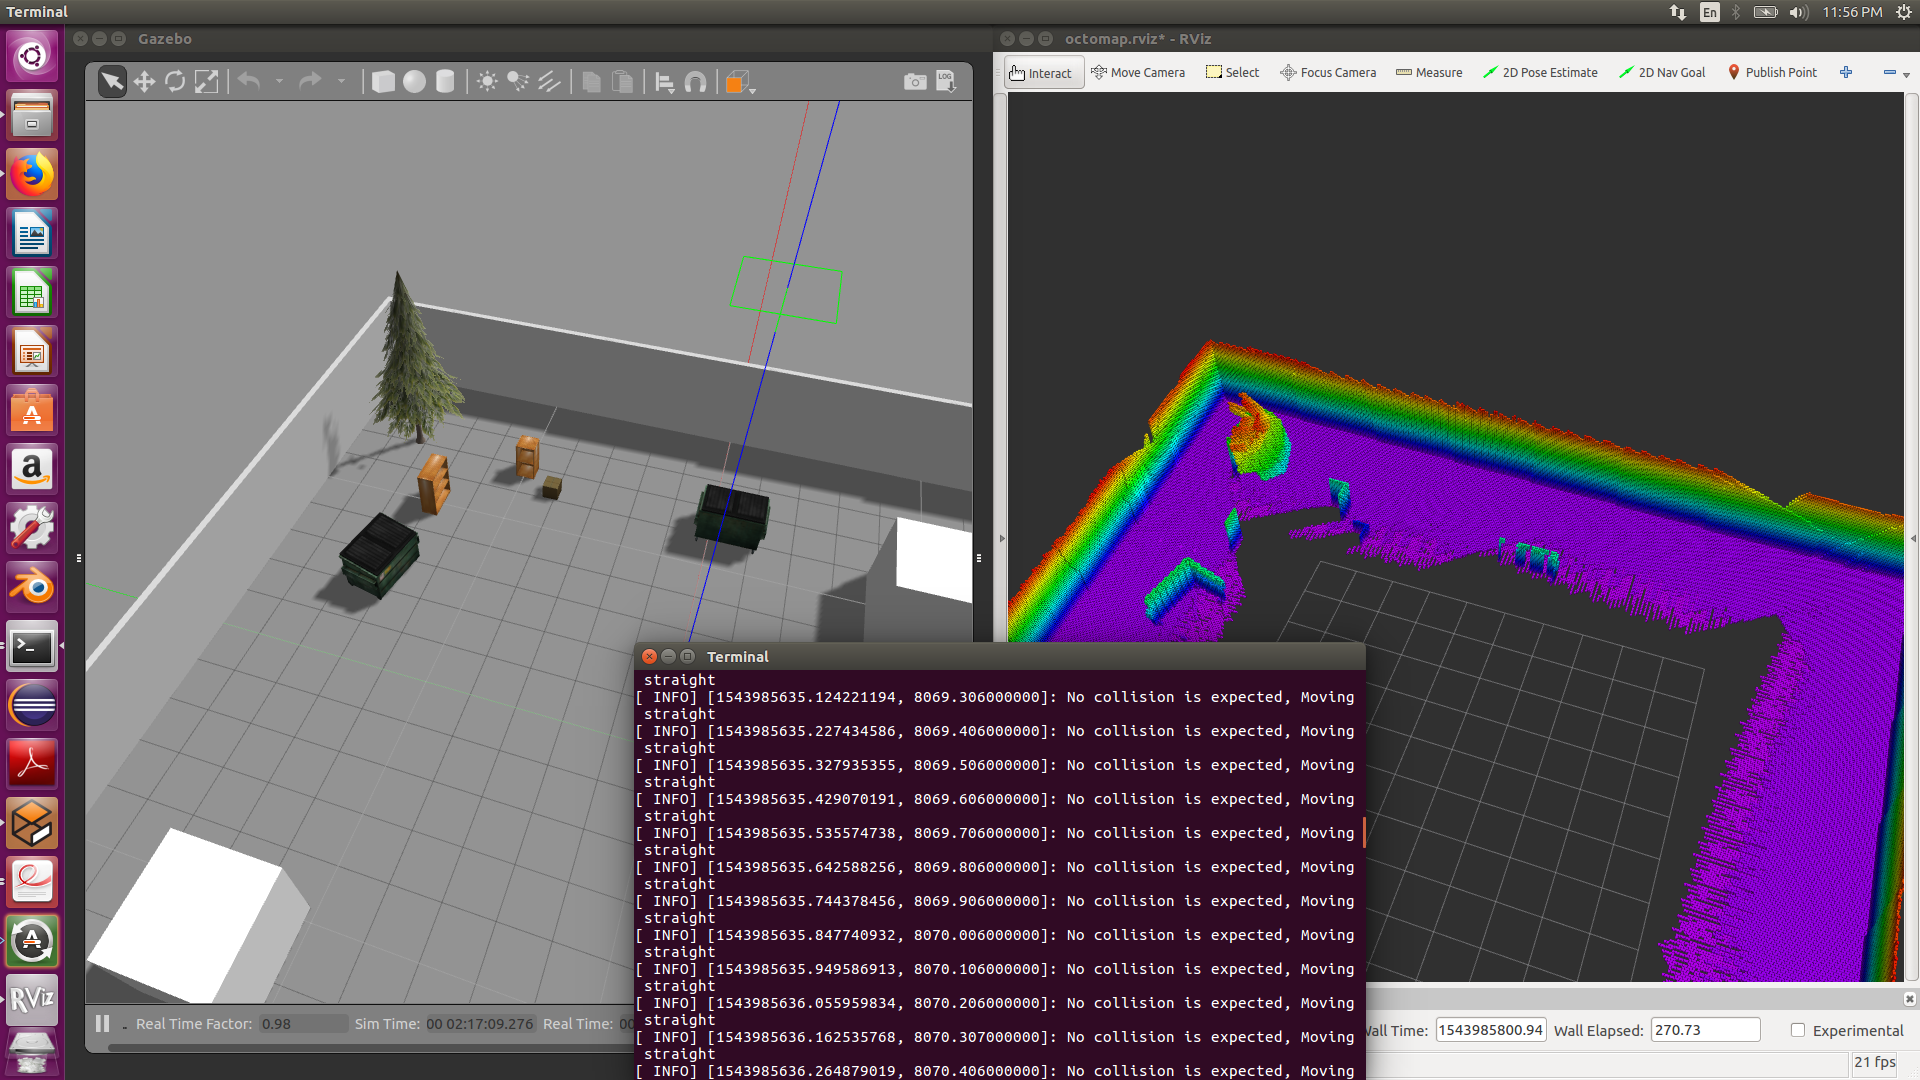 Terminal
En
11:56 PM
Gazebo
octomap.rviz* - RViz
LOG
Interact
Move Camera
Select
Focus Camera
Measure
2D Pose Estimate
2D Nav Goal
Publish Point
Terminal
straight
[ INFO] [1543985635.124221194, 8069.306000000]: No collision is expected, Moving
straight
[ INFO] [1543985635.227434586, 8069.406000000]: No collision is expected, Moving
straight
[ INFO] [1543985635.327935355, 8069.506000000]: No collision is expected, Moving
straight
[ INFO] [1543985635.429070191, 8069.606000000]: No collision is expected, Moving
straight
[ INFO] [1543985635.535574738, 8069.706000000]: No collision is expected, Moving
straight
[ INFO] [1543985635.642588256, 8069.806000000]: No collision is expected, Moving
straight
[ INFO] [1543985635.744378456, 8069.906000000]: No collision is expected, Moving
straight
[ INFO] [1543985635.847740932, 8070.006000000]: No collision is expected, Moving
straight
[ INFO] [1543985635.949586913, 8070.106000000]: No collision is expected, Moving
straight
[ INFO] [1543985636.055959834, 8070.206000000]: No collision is expected, Moving
straight
[ INFO] [1543985636.162535768, 8070.307000000]: No collision is expected, Moving
straight
[ INFO] [1543985636.264879019, 8070.406000000]: No collision is expected, Moving
Real Time Factor: 0.98 Sim Time: 00 02:17:09.276 Real Time: 00
Wall Time: 1543985800.94 Wall Elapsed: 270.73 Experimental
21 fps
RViz